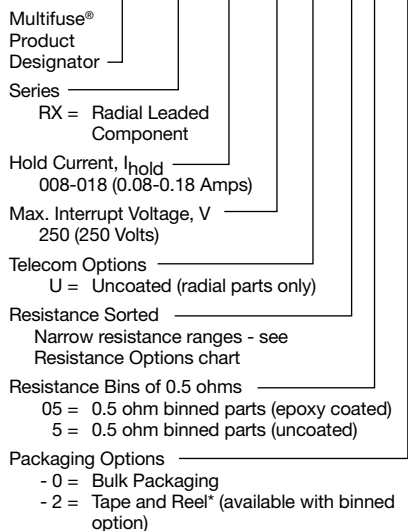 Multifuse®
Product
Designator
Series
RX = Radial Leaded
Component
Hold Current, Ihold
008-018 (0.08-0.18 Amps)
Max. Interrupt Voltage, V
250 (250 Volts)
Telecom Options
U = Uncoated (radial parts only)
Resistance Sorted
Narrow resistance ranges - see
Resistance Options chart
Resistance Bins of 0.5 ohms
05 = 0.5 ohm binned parts (epoxy coated)
5 = 0.5 ohm binned parts (uncoated)
Packaging Options
- 0 = Bulk Packaging
- 2 = Tape and Reel* (available with binned
option)